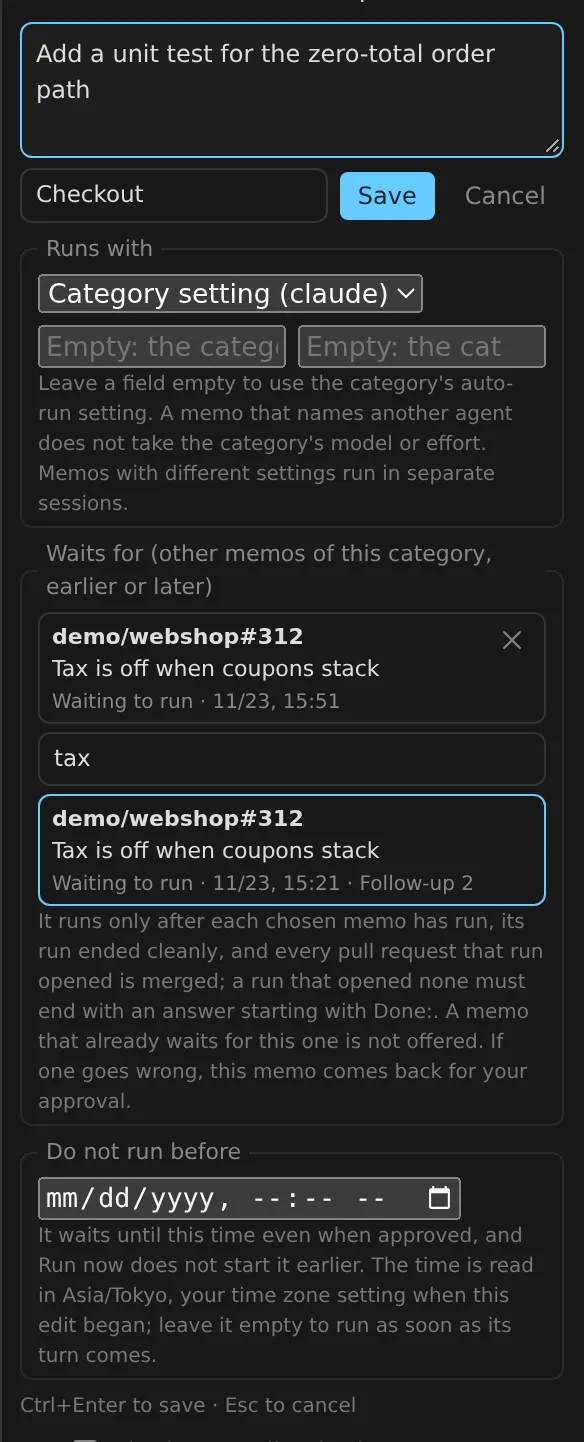 Add a unit test for the zero-total order
path
Checkout
Save
Cancel
Runs with
Category setting (claude)
Empty: the categ
Empty: the cat
Leave a field empty to use the category's auto-
run setting. A memo that names another agent
does not take the category's model or effort.
Memos with different settings run in separate
sessions.
Waits for (other memos of this category,
earlier or later)
demo/webshop#312
Tax is off when coupons stack
Waiting to run · 11/23, 15:51
tax
demo/webshop#312
Tax is off when coupons stack
Waiting to run · 11/23, 15:21 · Follow-up 2
It runs only after each chosen memo has run, its
run ended cleanly, and every pull request that run
opened is merged; a run that opened none must
end with an answer starting with Done:. A memo
that already waits for this one is not offered. If
one goes wrong, this memo comes back for your
approval.
Do not run before
mm/dd/yyyy, --:-- --
It waits until this time even when approved, and
Run now does not start it earlier. The time is read
in Asia/Tokyo, your time zone setting when this
edit began; leave it empty to run as soon as its
turn comes.
Ctrl+Enter to save · Esc to cancel